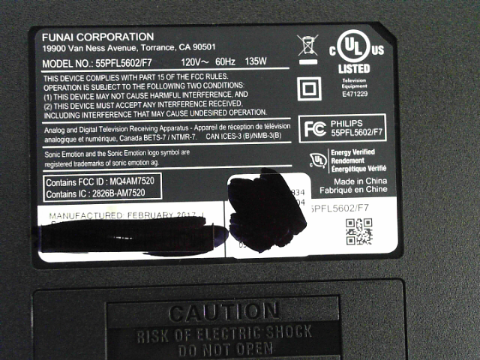 FUNAI CORPORATION
19900 Van Ness Avenue, Torrance, CA 90501
MODEL NO.: 55PFL5602/F7 120V~ 60Hz 135W
THIS DEVICE COMPLIES WITH PART 15 OF THE FCC RULES.
OPERATION IS SUBJECT TO THE FOLLOWING TWO CONDITIONS:
(1) THIS DEVICE MAY NOT CAUSE HARMFUL INTERFERENCE, AND
(2) THIS DEVICE MUST ACCEPT ANY INTERFERENCE RECEIVED,
INCLUDING INTERFERENCE THAT MAY CAUSE UNDESIRED OPERATION.
Analog and Digital Television Receiving Apparatus - Appareil de réception de télévision
analogique et numérique, Canada BETS-7 / NTMR-7. CAN ICES-3 (B)/NMB-3(B)
Sonic Emotion and the Sonic Emotion logo symbol are
registered trademarks of sonic emotion ag.
Contains FCC ID : MQ4AM7520
Contains IC : 2826B-AM7520
MANUFACTURED FEBRUARY 2017
C UL US
LISTED
Television
Equipment
E471229
FC PHILIPS
55PFL5602/F7
Energy Verified
Rendement
Énergétique Vérifié
Made in China
Fabriqué en Chine
834
04
5PFL5602/F7
CAUTION
RISK OF ELECTRIC SHOCK
DO NOT OPEN